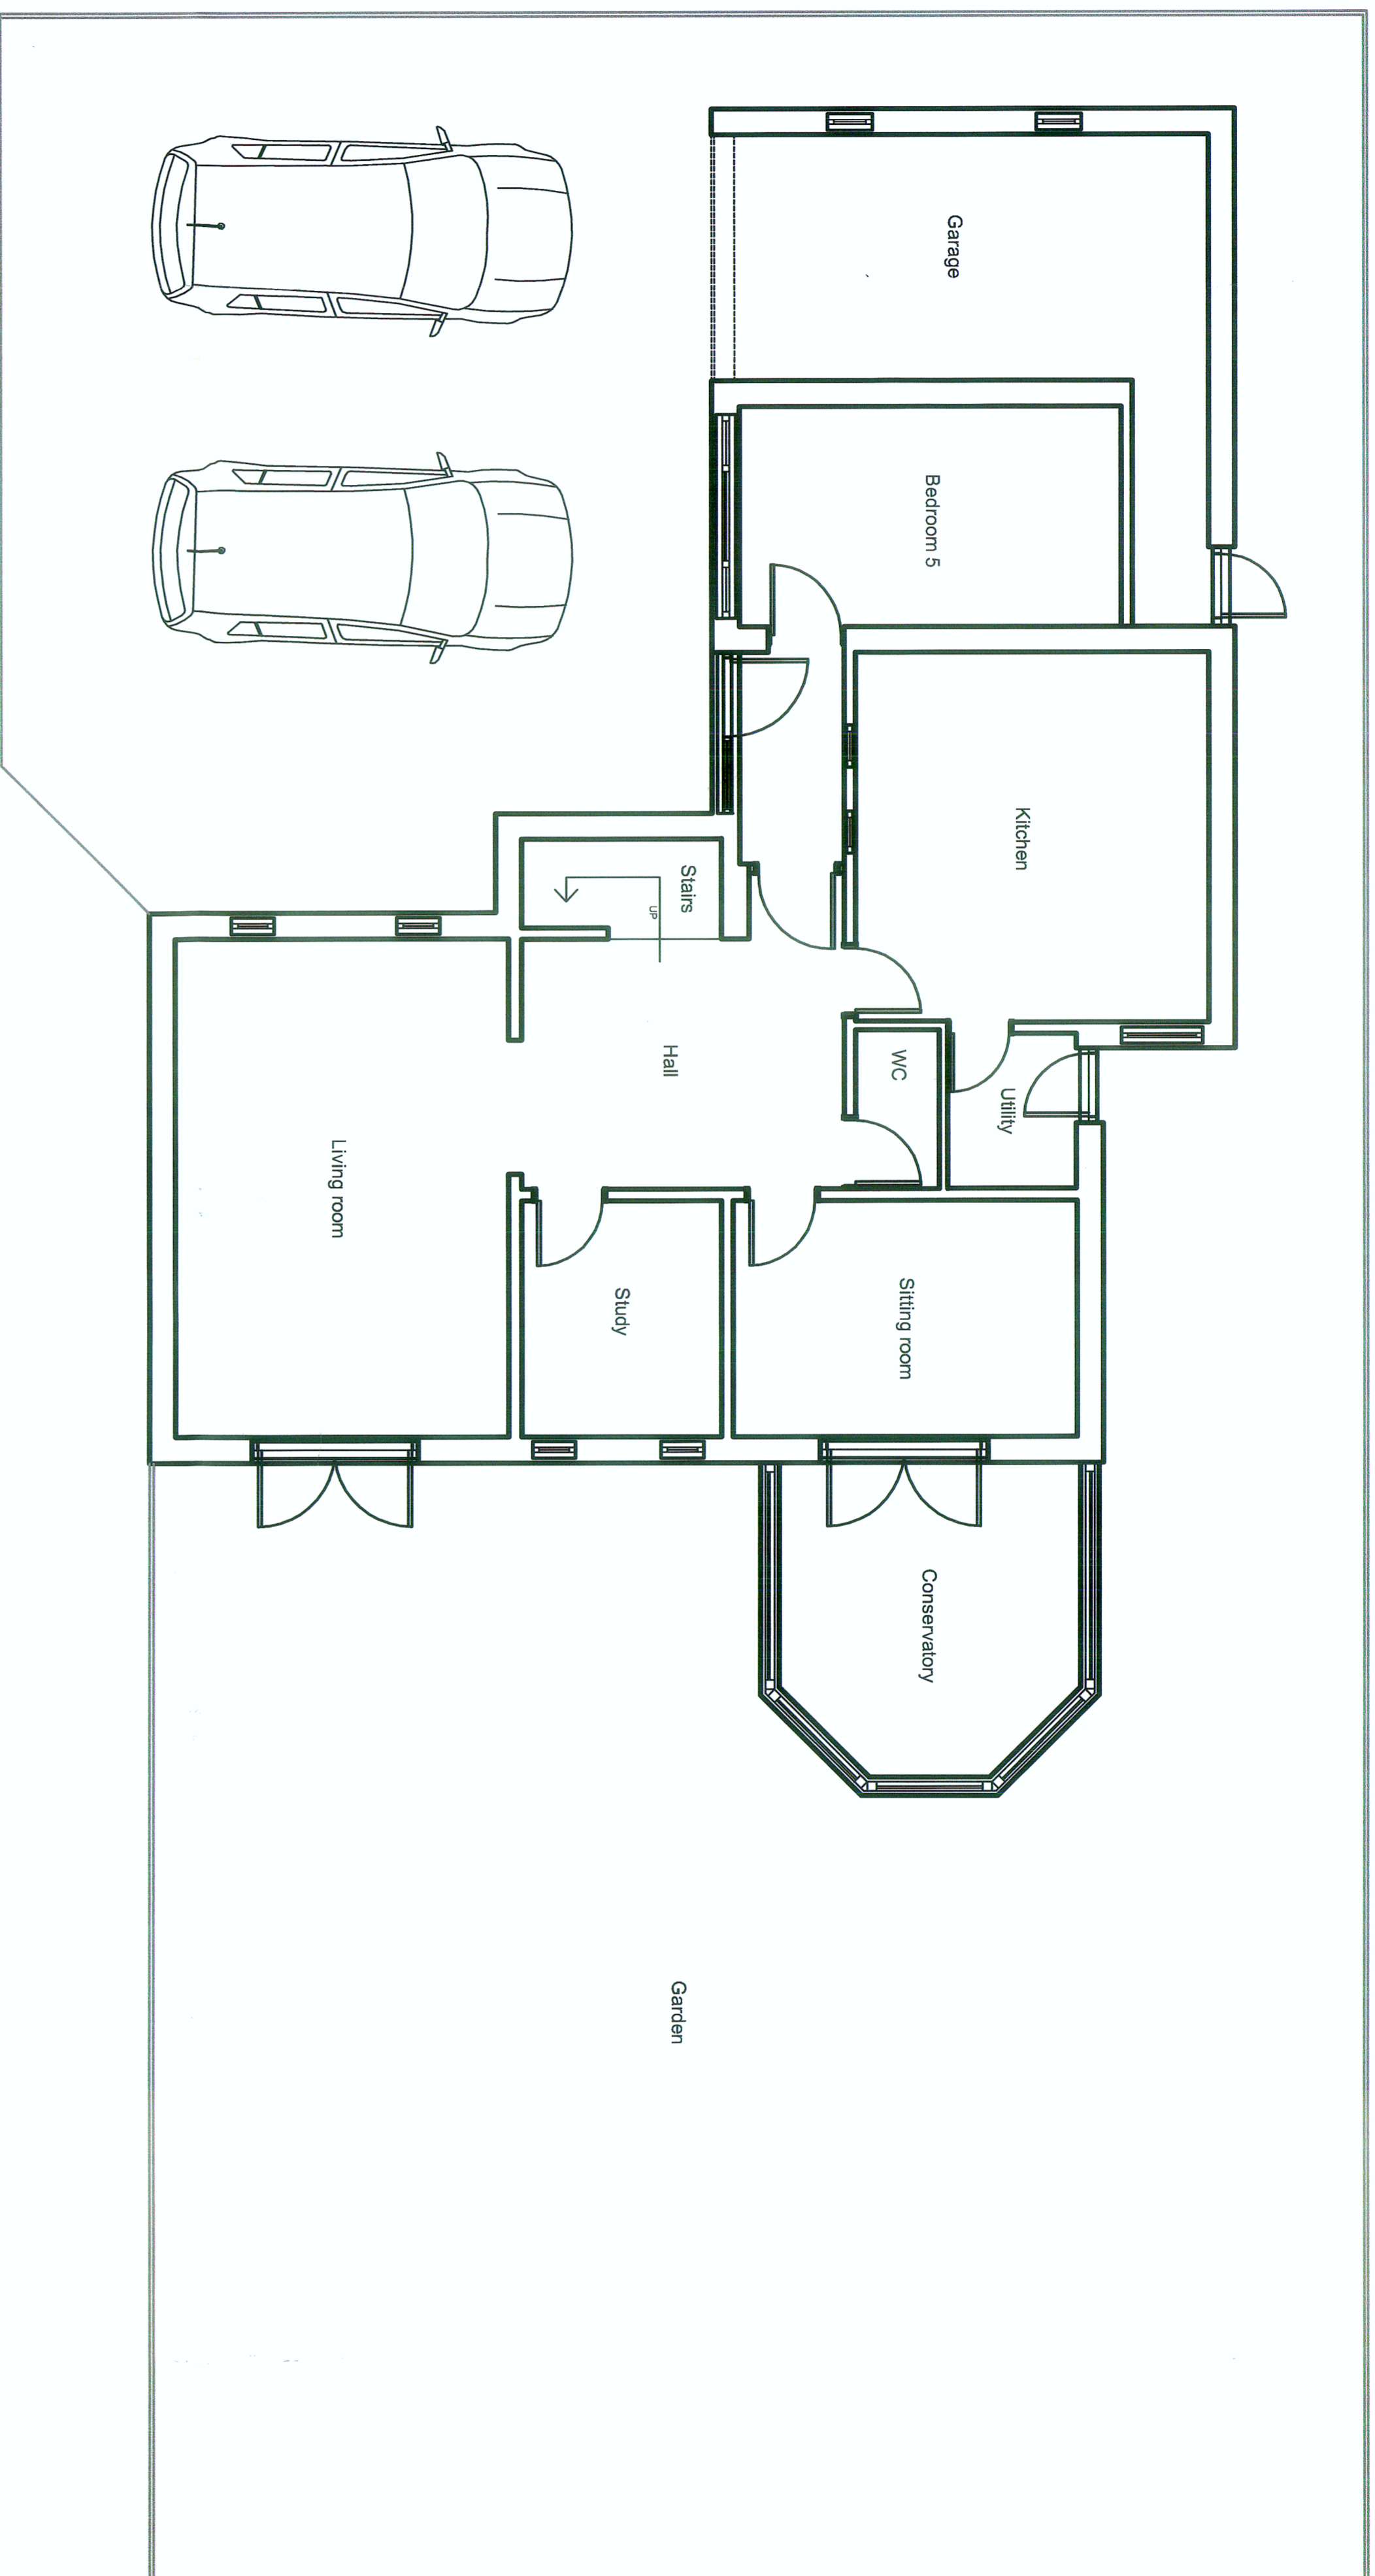 Garage
Bedroom 5
Kitchen
Stairs
UP
Hall
WC
Utility
Living room
Study
Sitting room
Conservatory
Garden